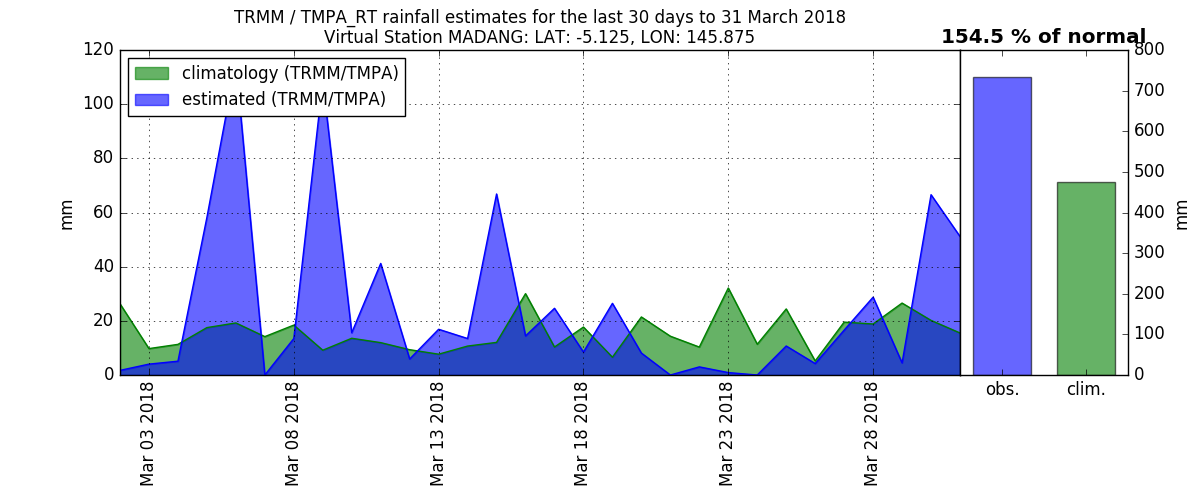 TRMM / TMPA_RT rainfall estimates for the last 30 days to 31 March 2018
Virtual Station MADANG: LAT: -5.125, LON: 145.875
154.5 % of normal
climatology (TRMM/TMPA)
estimated (TRMM/TMPA)
mm
120
100
80
60
40
20
0
Mar 03 2018
Mar 08 2018
Mar 13 2018
Mar 18 2018
Mar 23 2018
Mar 28 2018
obs.
clim.
800
700
600
500
400
300
200
100
0
mm